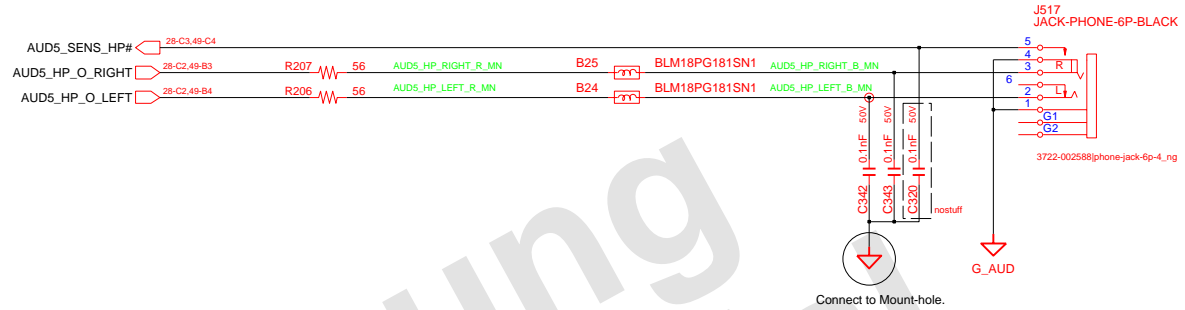 J517
JACK-PHONE-6P-BLACK
AUD5_SENS_HP# 28-C3,49-C4
AUD5_HP_O_RIGHT 28-C2,49-B3 R207 56 AUD5_HP_RIGHT_R_MN B25 BLM18PG181SN1 AUD5_HP_RIGHT_B_MN
AUD5_HP_O_LEFT 28-C2,49-B4 R206 56 AUD5_HP_LEFT_R_MN B24 BLM18PG181SN1 AUD5_HP_LEFT_B_MN
5
4
R
3
6
L
2
1
G1
G2
3722-002588|phone-jack-6p-4_ng
C342 0.1nF 50V
C343 0.1nF 50V
C320 0.1nF 50V
nostuff
G_AUD
Connect to Mount-hole.